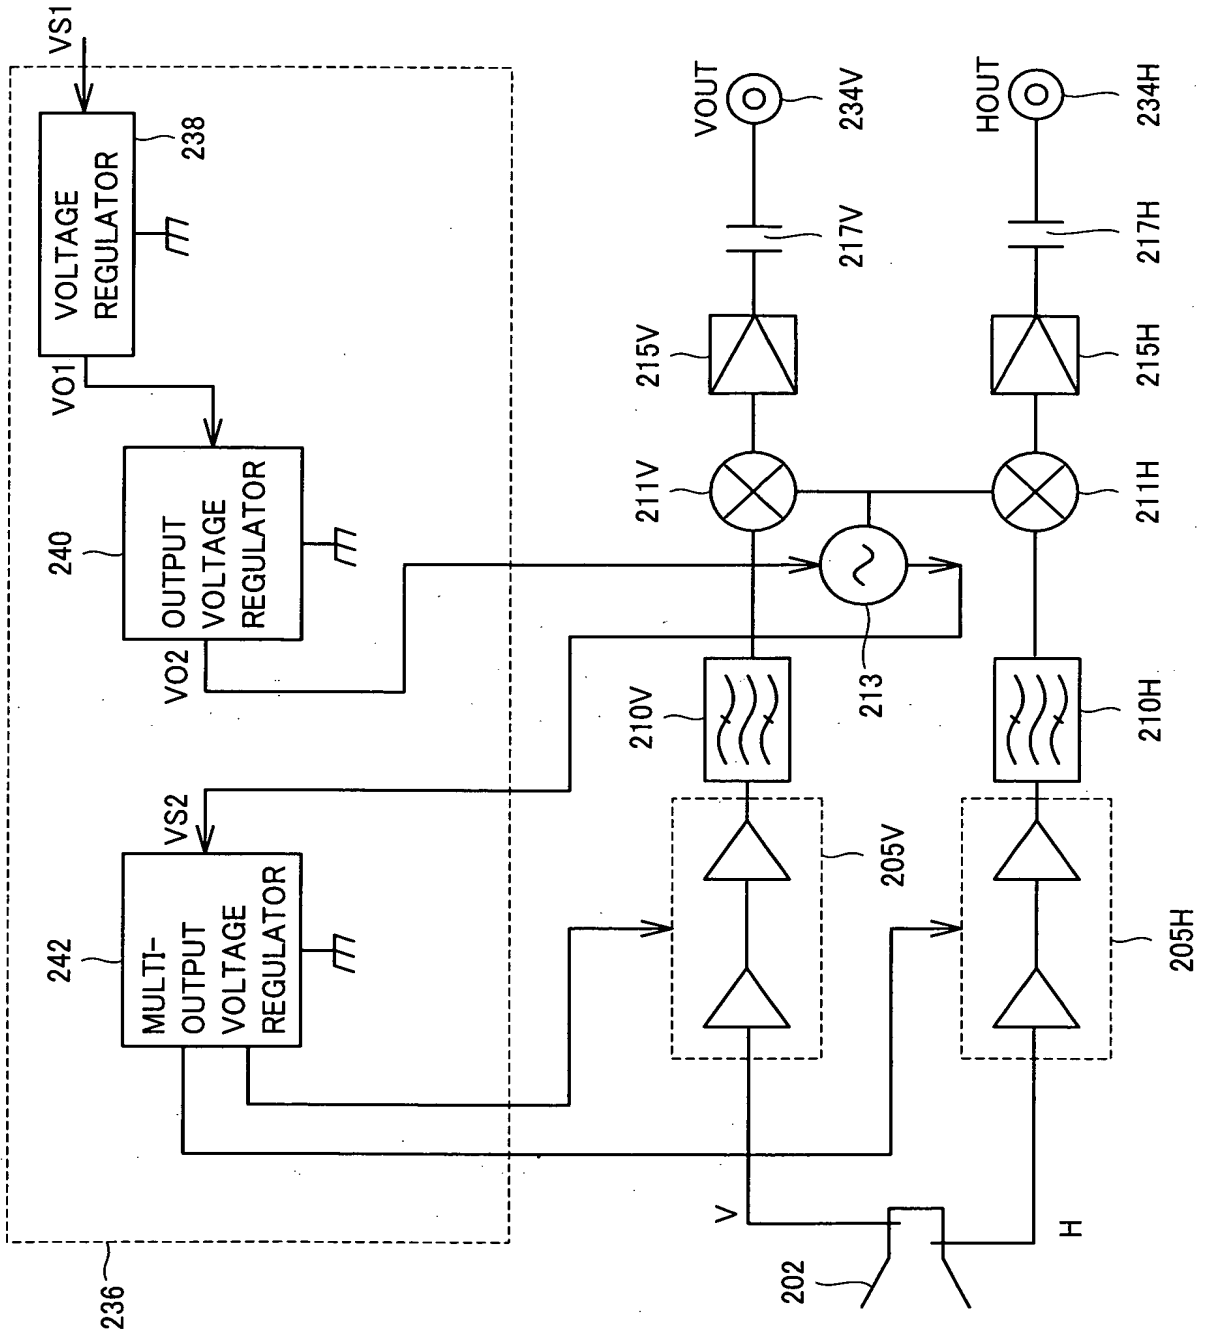 236
242
MULTI-
OUTPUT
VOLTAGE
REGULATOR
VS2
240
OUTPUT
VOLTAGE
REGULATOR
VO2
VO1
VOLTAGE
REGULATOR
238
VS1
202
V
H
205V
205H
210V
210H
213
211V
211H
215V
215H
217V
217H
VOUT
234V
HOUT
234H